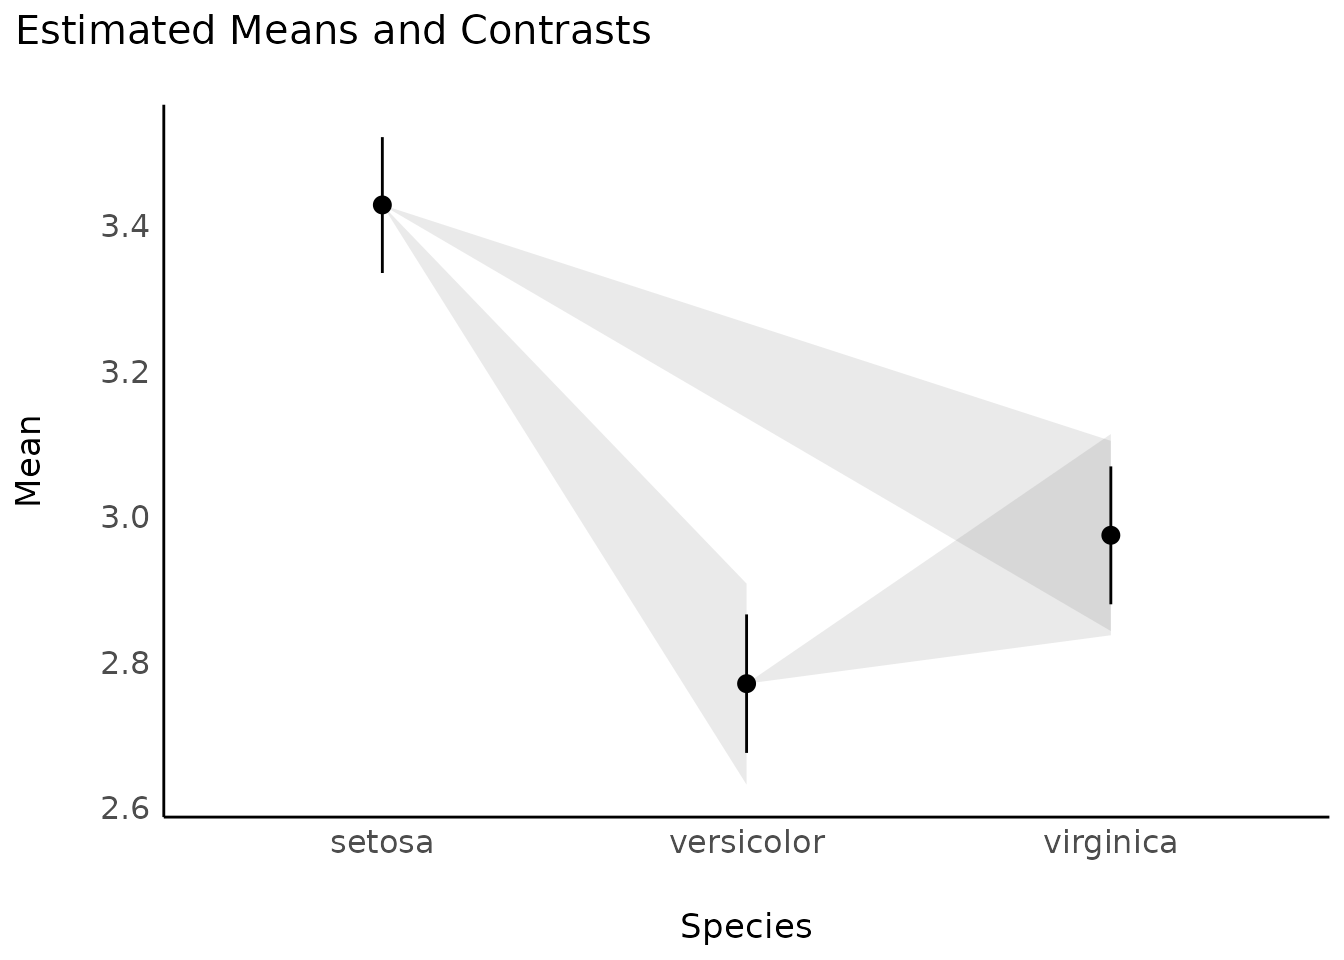 Estimated Means and Contrasts
3.4
3.2
3.0
2.8
2.6
Mean
setosa versicolor virginica
Species